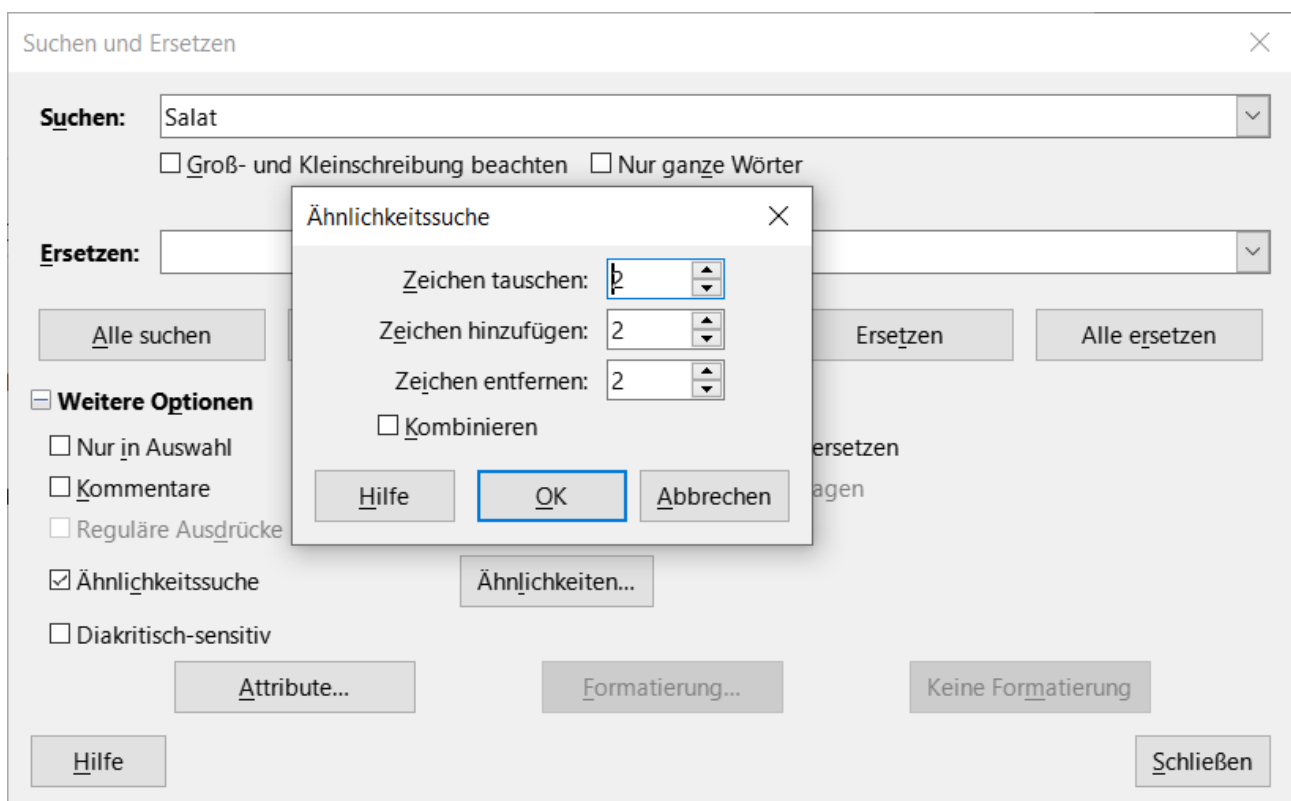 Suchen und Ersetzen
Suchen: Salat
Groß- und Kleinschreibung beachten Nur ganze Wörter
Ähnlichkeitssuche
Ersetzen:
Zeichen tauschen: 2
Zeichen hinzufügen: 2
Zeichen entfernen: 2
Kombinieren
Hilfe OK Abbrechen
Alle suchen Ersetzen Alle ersetzen
Weitere Optionen
Nur in Auswahl ersetzen
Kommentare
Reguläre Ausdrücke
Ähnlichkeitssuche Ähnlichkeiten...
Diakritisch-sensitiv
Attribute... Formatierung... Keine Formatierung
Hilfe Schließen